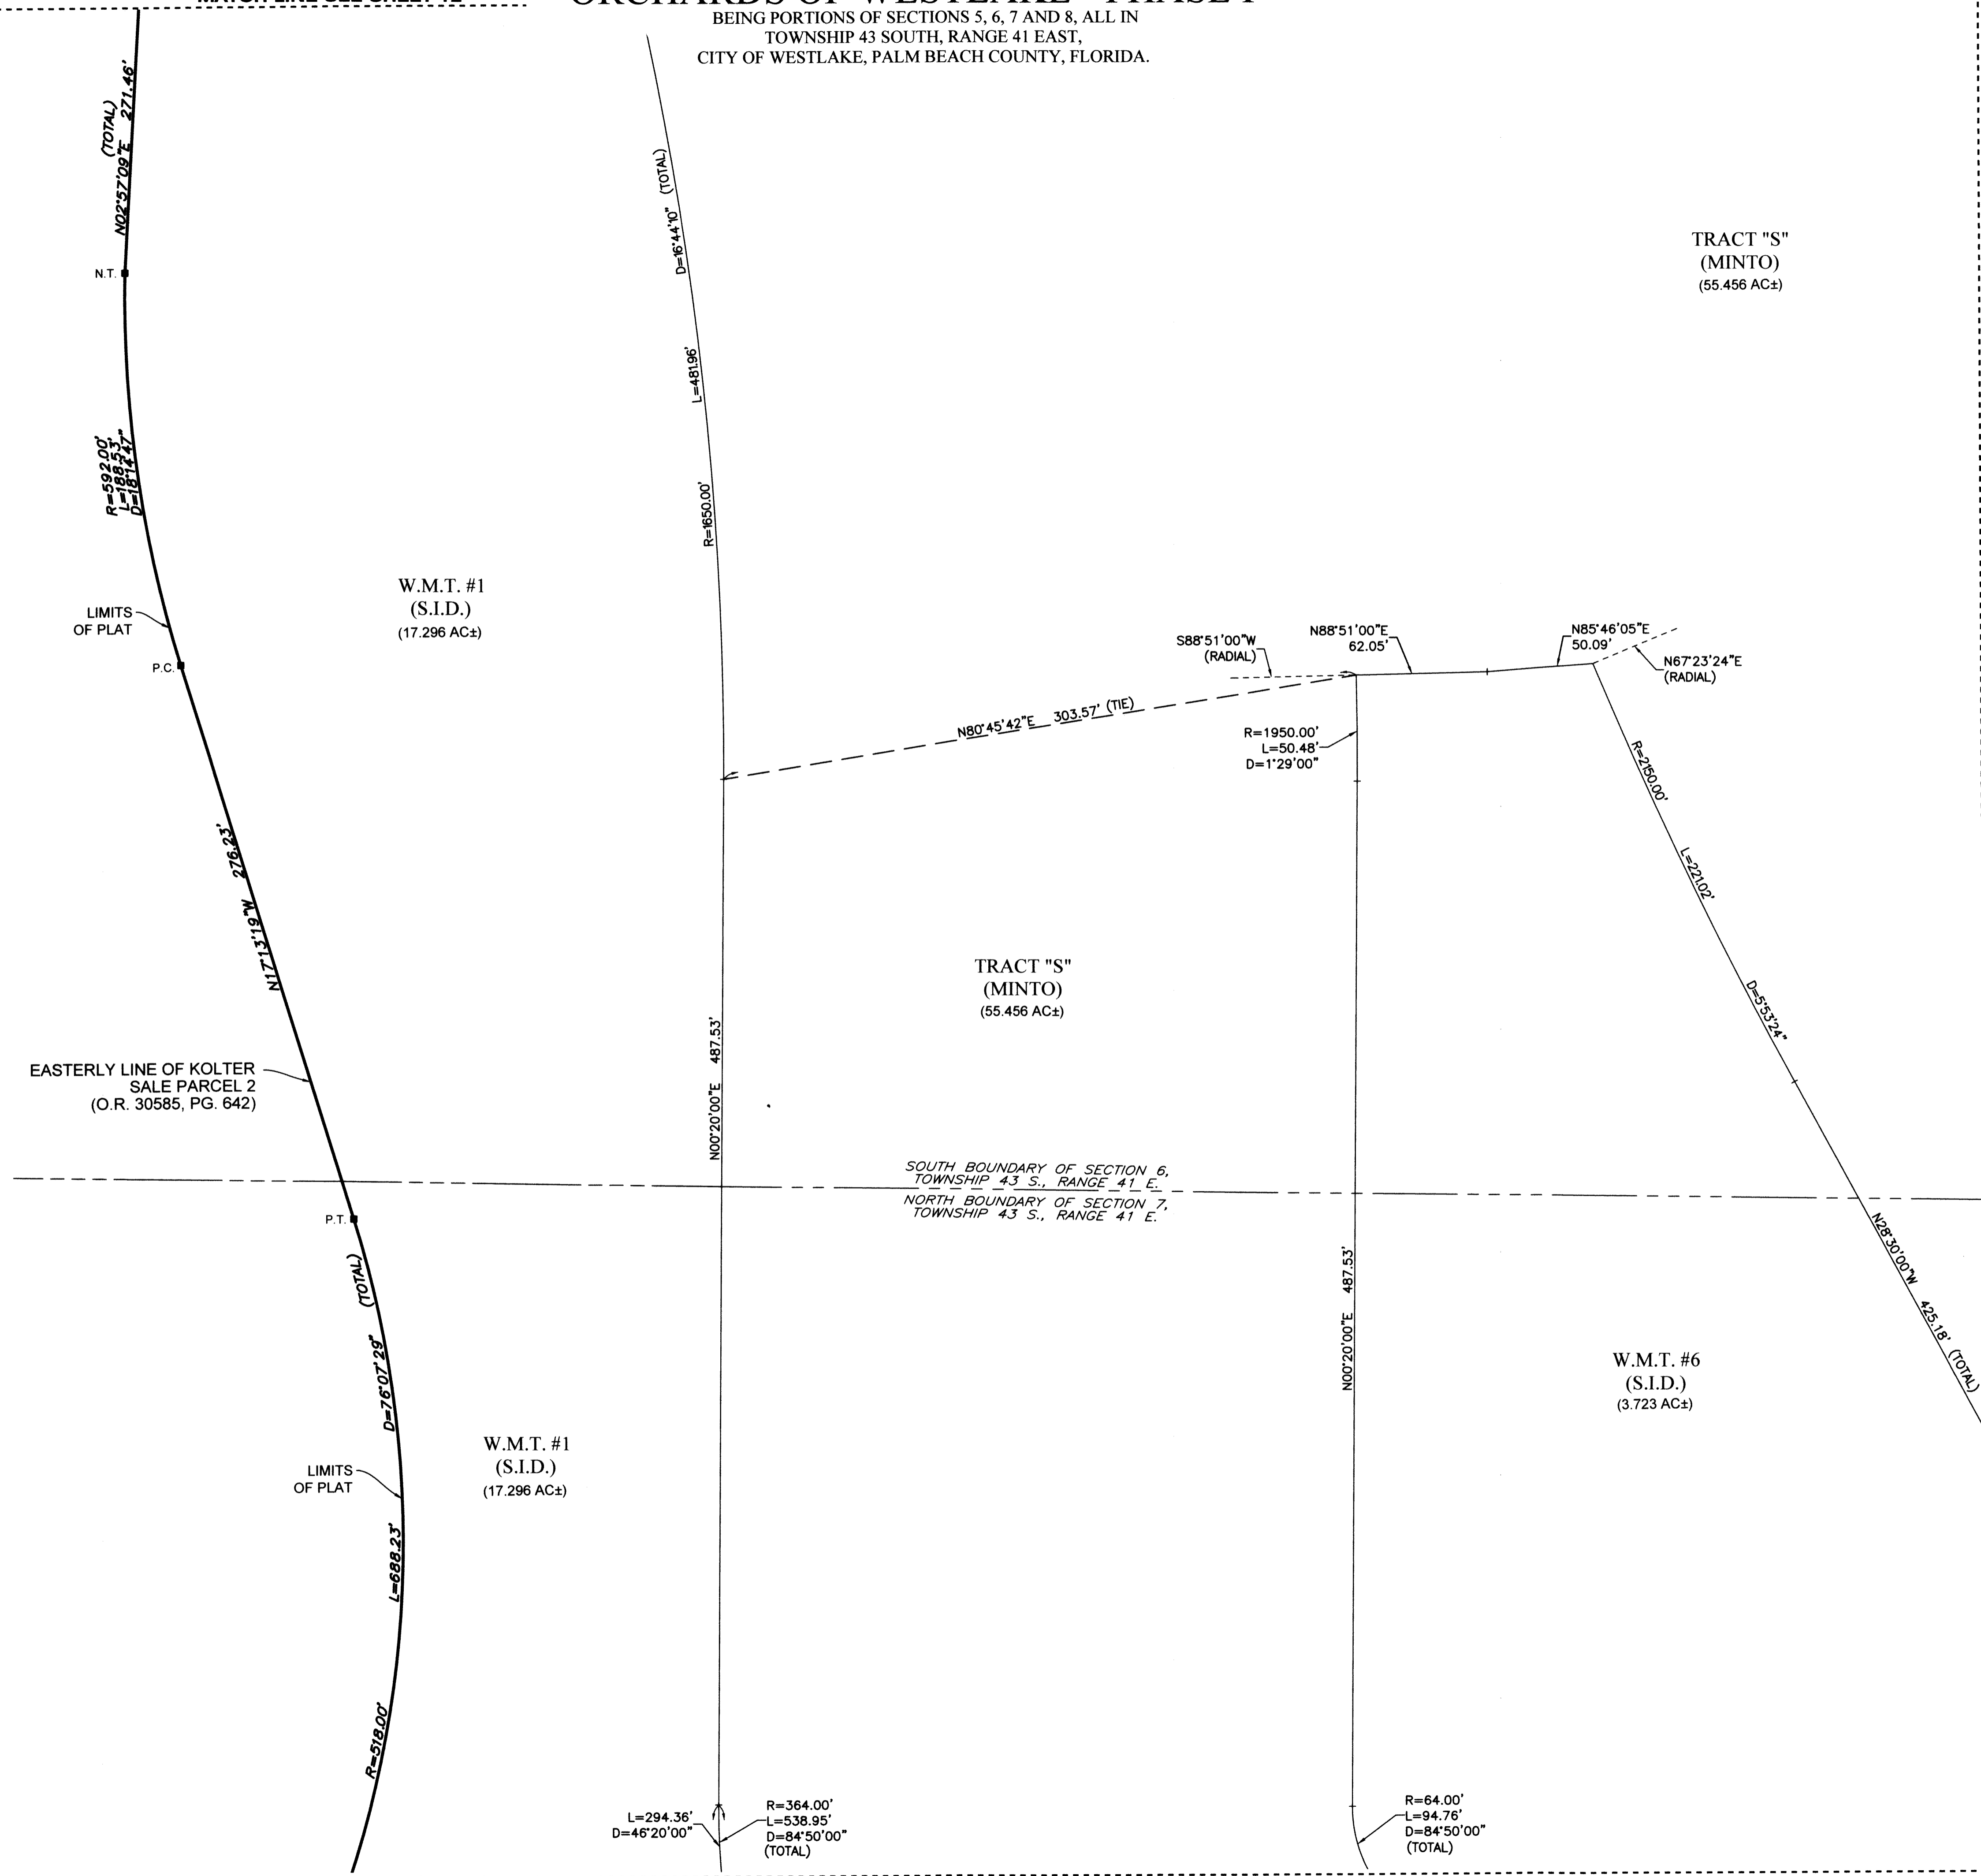 BEING PORTIONS OF SECTIONS 5, 6, 7 AND 8, ALL IN
TOWNSHIP 43 SOUTH, RANGE 41 EAST,
CITY OF WESTLAKE, PALM BEACH COUNTY, FLORIDA.
N02°57'09"E 271.46'
(TOTAL)
N.T.
R=592.00'
L=188.53'
D=18°14'47"
LIMITS
OF PLAT
P.C.
W.M.T. #1
(S.I.D.)
(17.296 AC±)
D=16°44'10" (TOTAL)
L=481.96'
R=1650.00'
TRACT "S"
(MINTO)
(55.456 AC±)
S88°51'00"W
(RADIAL)
N88°51'00"E
62.05'
N85°46'05"E
50.09'
N67°23'24"E
(RADIAL)
N80°45'42"E 303.57' (TIE)
R=1950.00'
L=50.48'
D=1°29'00"
R=2150.00'
L=221.02'
D=5°53'24"
N17°13'19"W 276.23'
TRACT "S"
(MINTO)
(55.456 AC±)
N00°20'00"E 487.53'
EASTERLY LINE OF KOLTER
SALE PARCEL 2
(O.R. 30585, PG. 642)
SOUTH BOUNDARY OF SECTION 6,
TOWNSHIP 43 S., RANGE 41 E.
NORTH BOUNDARY OF SECTION 7,
TOWNSHIP 43 S., RANGE 41 E.
P.T.
N28°30'00"W 425.18' (TOTAL)
N00°20'00"E 487.53'
D=76°07'29" (TOTAL)
L=688.23'
R=518.00'
W.M.T. #6
(S.I.D.)
(3.723 AC±)
W.M.T. #1
(S.I.D.)
(17.296 AC±)
LIMITS
OF PLAT
L=294.36'
D=46°20'00"
R=364.00'
L=538.95'
D=84°50'00"
(TOTAL)
R=64.00'
L=94.76'
D=84°50'00"
(TOTAL)